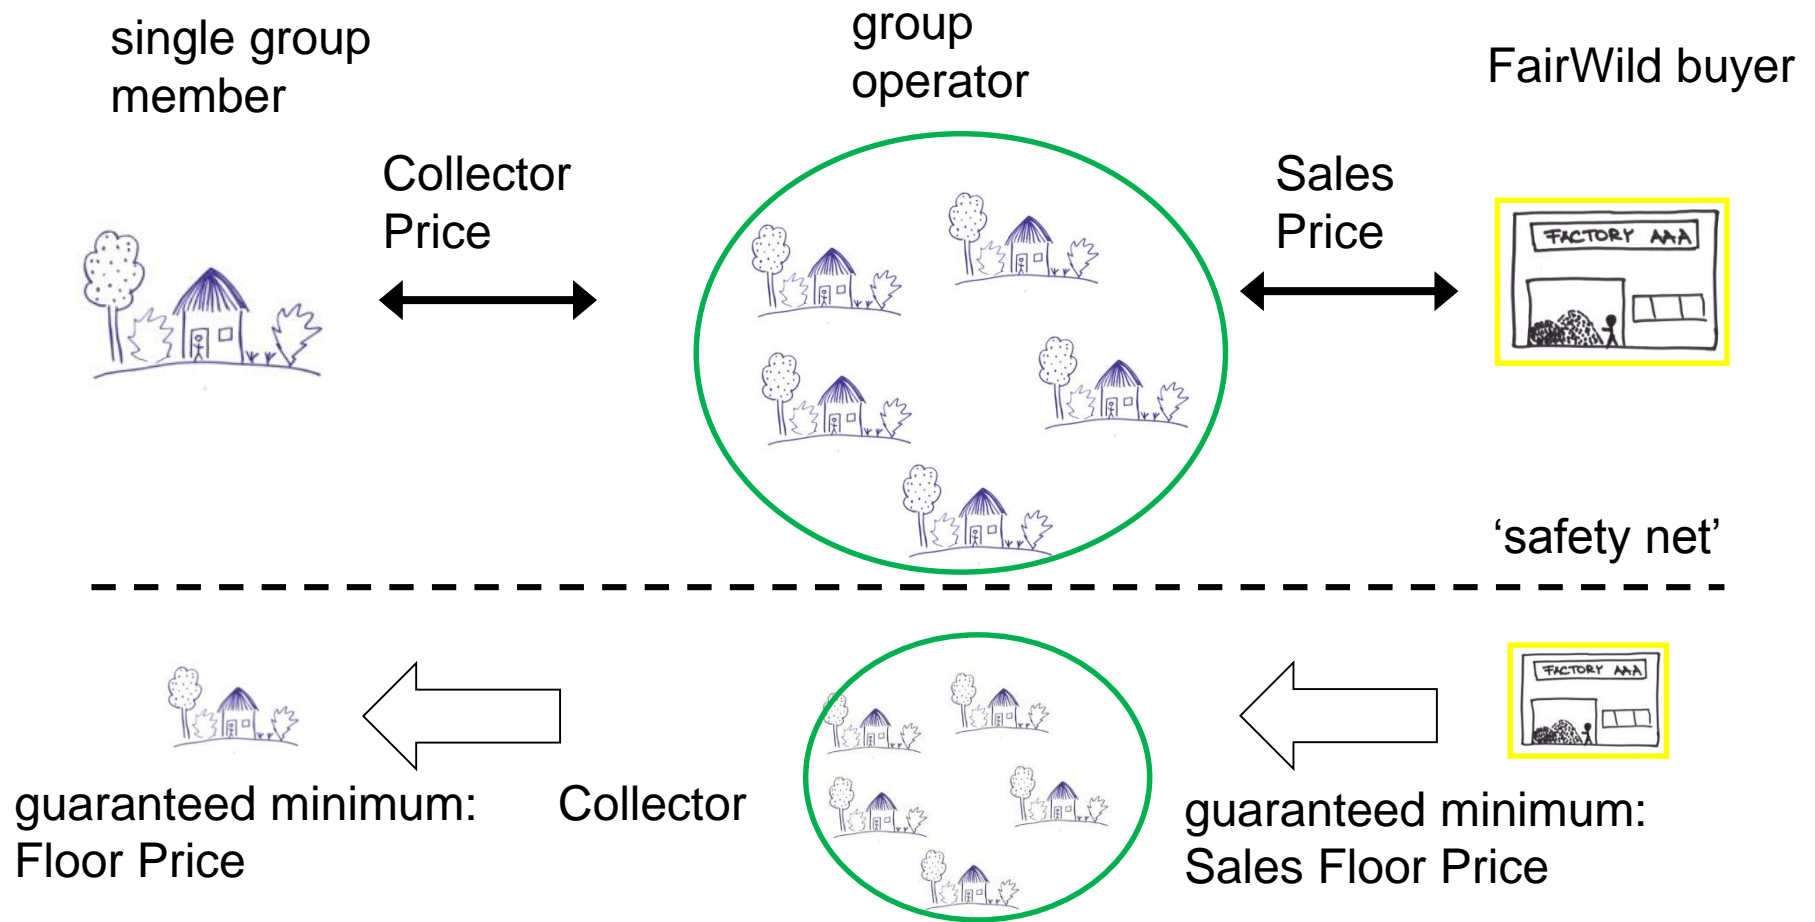 single group
member
group
operator
FairWild buyer
Collector
Price
Sales
Price
FACTORY AAA
'safety net'
FACTORY AAA
guaranteed minimum: Collector
Floor Price
guaranteed minimum:
Sales Floor Price